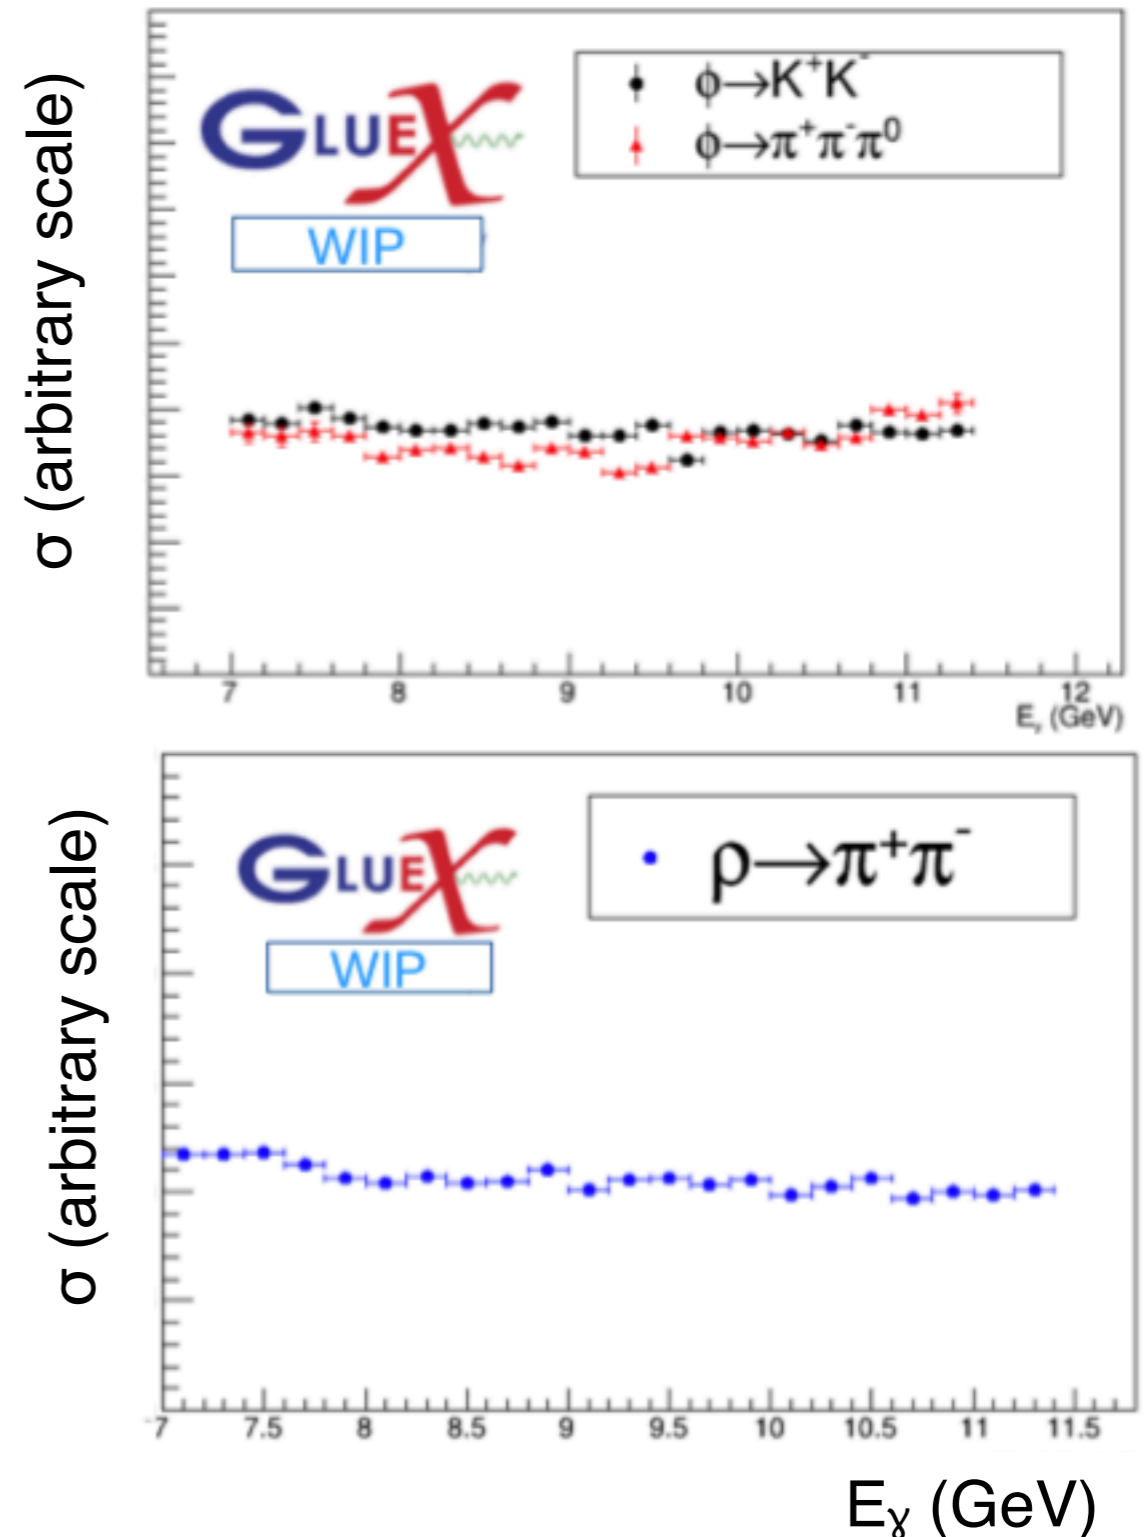 σ (arbitrary scale)
GLUEX
WIP
ϕ→K⁺K⁻
ϕ→π⁺π⁻π⁰
7 8 9 10 11 12
Eᵧ (GeV)
σ (arbitrary scale)
GLUEX
WIP
ρ→π⁺π⁻
7 7.5 8 8.5 9 9.5 10 10.5 11 11.5
Eᵧ (GeV)